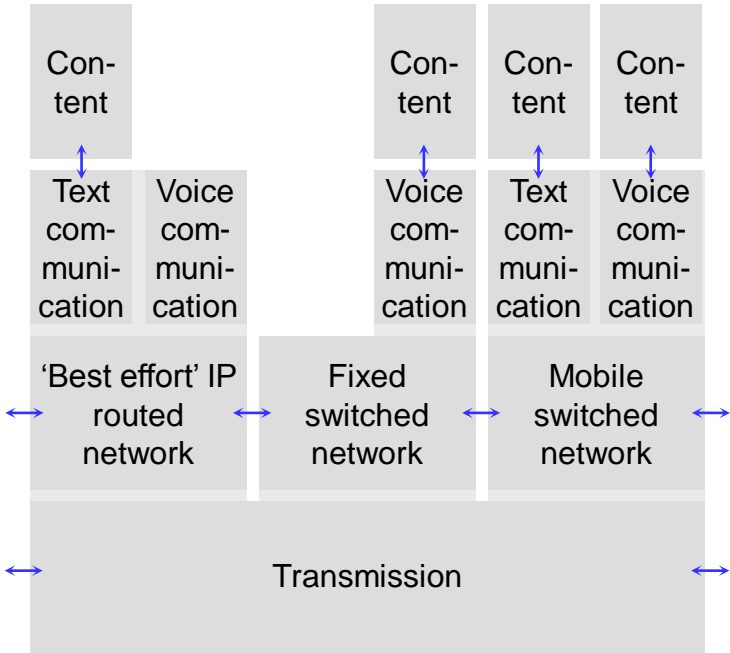 Con-
tent
Con-
tent
Con-
tent
Con-
tent
Text
com-
muni-
cation
Voice
com-
muni-
cation
Voice
com-
muni-
cation
Text
com-
muni-
cation
Voice
com-
muni-
cation
‘Best effort’ IP
routed
network
Fixed
switched
network
Mobile
switched
network
Transmission